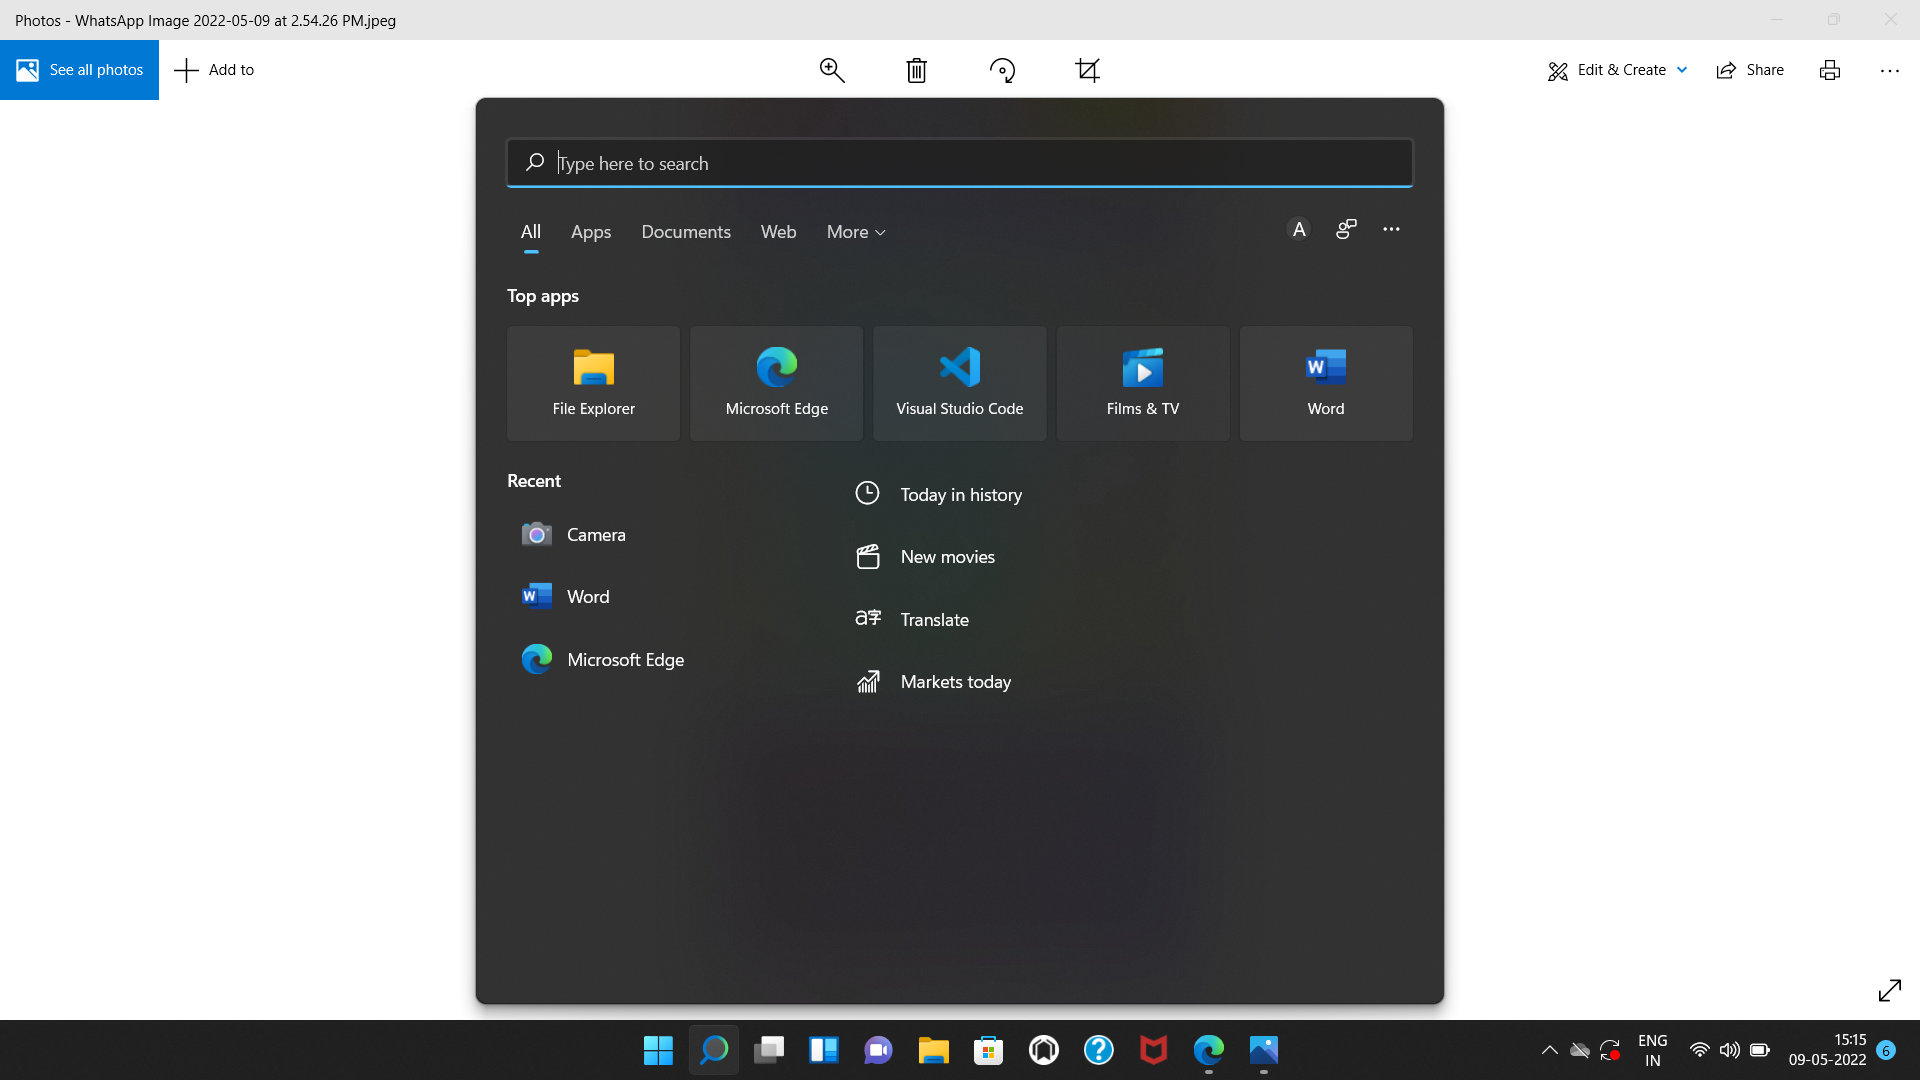 Photos - WhatsApp Image 2022-05-09 at 2.54.26 PM.jpeg
See all photos
Add to
Edit & Create
Share
Type here to search
All
Apps
Documents
Web
More
A
Top apps
File Explorer
Microsoft Edge
Visual Studio Code
Films & TV
W
Word
Recent
Camera
W
Word
Microsoft Edge
Today in history
New movies
a字
Translate
Markets today
?
ENG
IN
15:15
09-05-2022
6